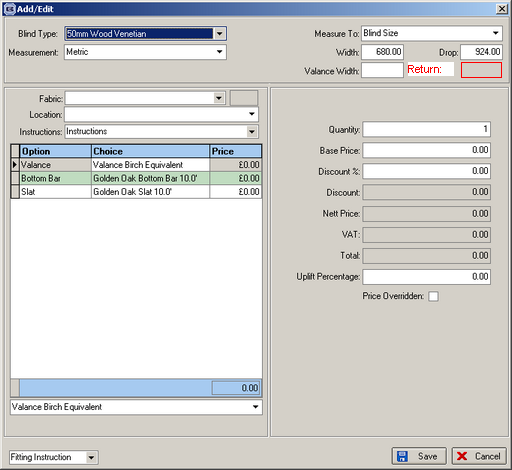 Add/Edit
Blind Type: 50mm Wood Venetian
Measure To: Blind Size
Measurement: Metric
Width: 680.00 Drop: 924.00
Valance Width: Return:
Fabric:
Location:
Instructions: Instructions
Option Choice Price
Valance Valance Birch Equivalent £0.00
Bottom Bar Golden Oak Bottom Bar 10.0' £0.00
Slat Golden Oak Slat 10.0' £0.00
0.00
Valance Birch Equivalent
Quantity: 1
Base Price: 0.00
Discount %: 0.00
Discount: 0.00
Nett Price: 0.00
VAT: 0.00
Total: 0.00
Uplift Percentage: 0.00
Price Overridden:
Fitting Instruction
Save
Cancel